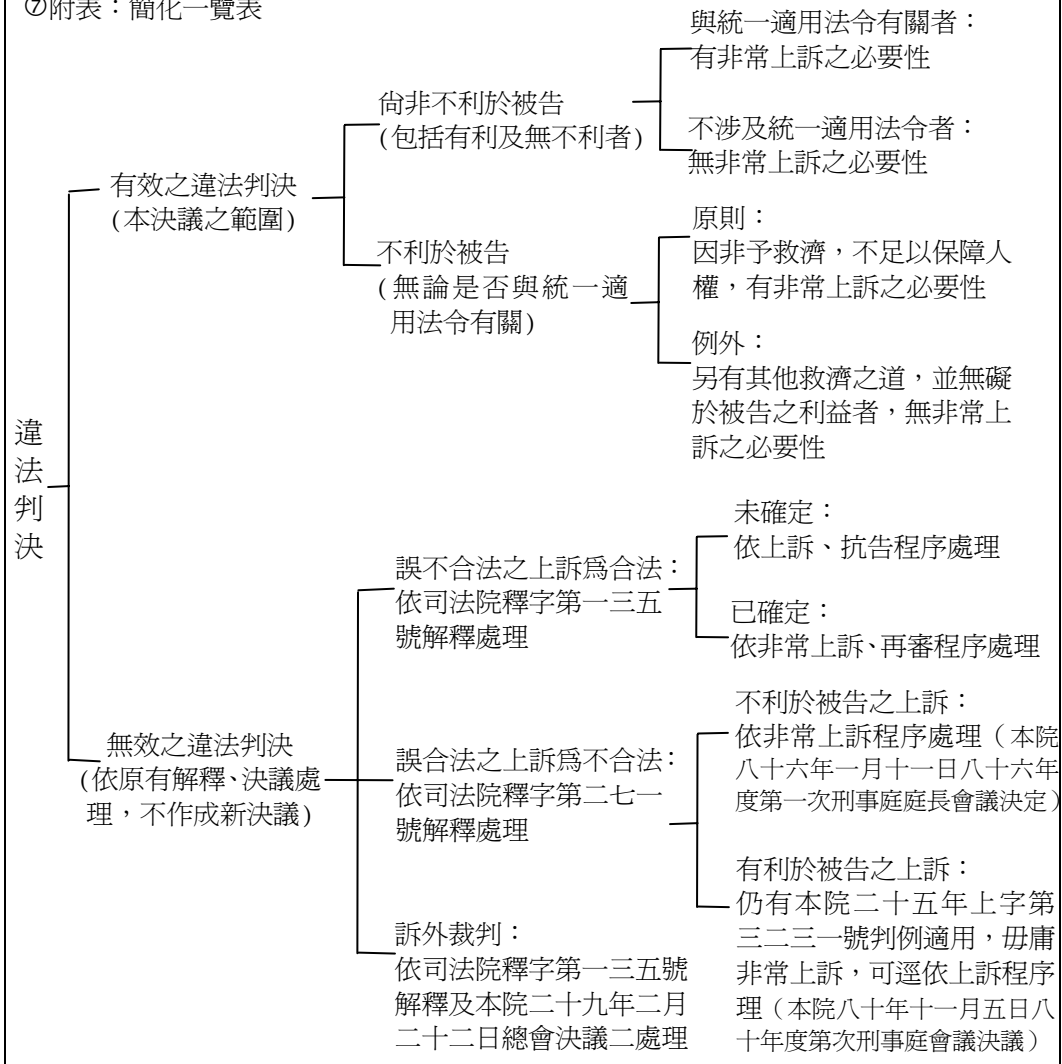 ⑦附表：簡化一覽表
違
法
判
決
有效之違法判決
(本決議之範圍)
尚非不利於被告
(包括有利及無不利者)
與統一適用法令有關者：
有非常上訴之必要性
不涉及統一適用法令者：
無非常上訴之必要性
不利於被告
(無論是否與統一適
用法令有關)
原則：
因非予救濟，不足以保障人
權，有非常上訴之必要性
例外：
另有其他救濟之道，並無礙
於被告之利益者，無非常上
訴之必要性
無效之違法判決
(依原有解釋、決議處
理，不作成新決議)
誤不合法之上訴爲合法：
依司法院釋字第一三五
號解釋處理
未確定：
依上訴、抗告程序處理
已確定：
依非常上訴、再審程序處理
誤合法之上訴爲不合法：
依司法院釋字第二七一
號解釋處理
不利於被告之上訴：
依非常上訴程序處理（本院
八十六年一月十一日八十六年
度第一次刑事庭庭長會議決定）
有利於被告之上訴：
仍有本院二十五年上字第
三二三一號判例適用，毋庸
非常上訴，可逕依上訴程序
理（本院八十年十一月五日八
十年度第次刑事庭會議決議）
訴外裁判：
依司法院釋字第一三五號
解釋及本院二十九年二月
二十二日總會決議二處理